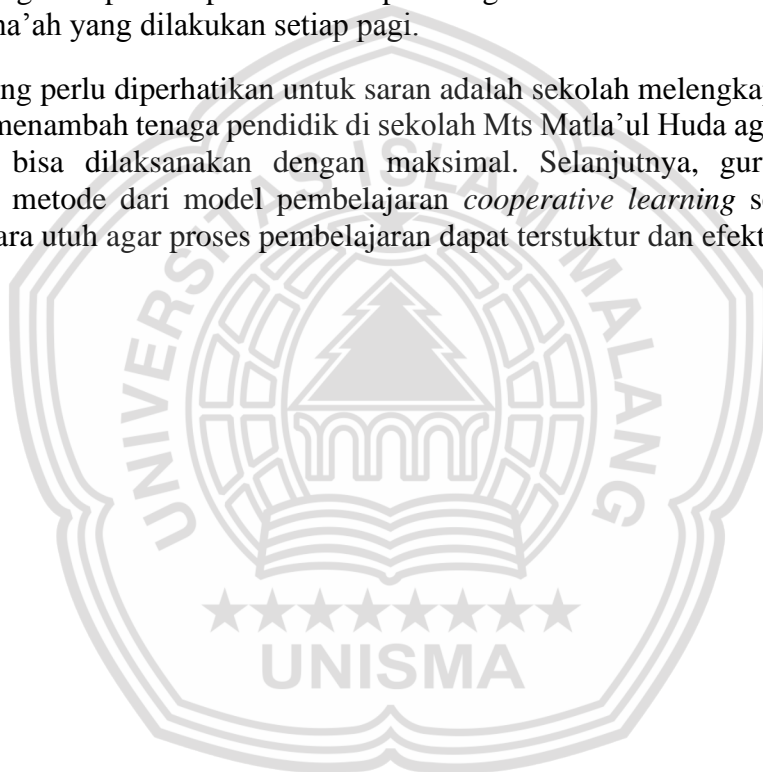 na’ah yang dilakukan setiap pagi.
ng perlu diperhatikan untuk saran adalah sekolah melengka
menambah tenaga pendidik di sekolah Mts Matla’ul Huda ag
bisa dilaksanakan dengan maksimal. Selanjutnya, gur
metode dari model pembelajaran cooperative learning s
ara utuh agar proses pembelajaran dapat terstuktur dan efekt
UNIVERSITAS ISLAM MALANG
UNISMA